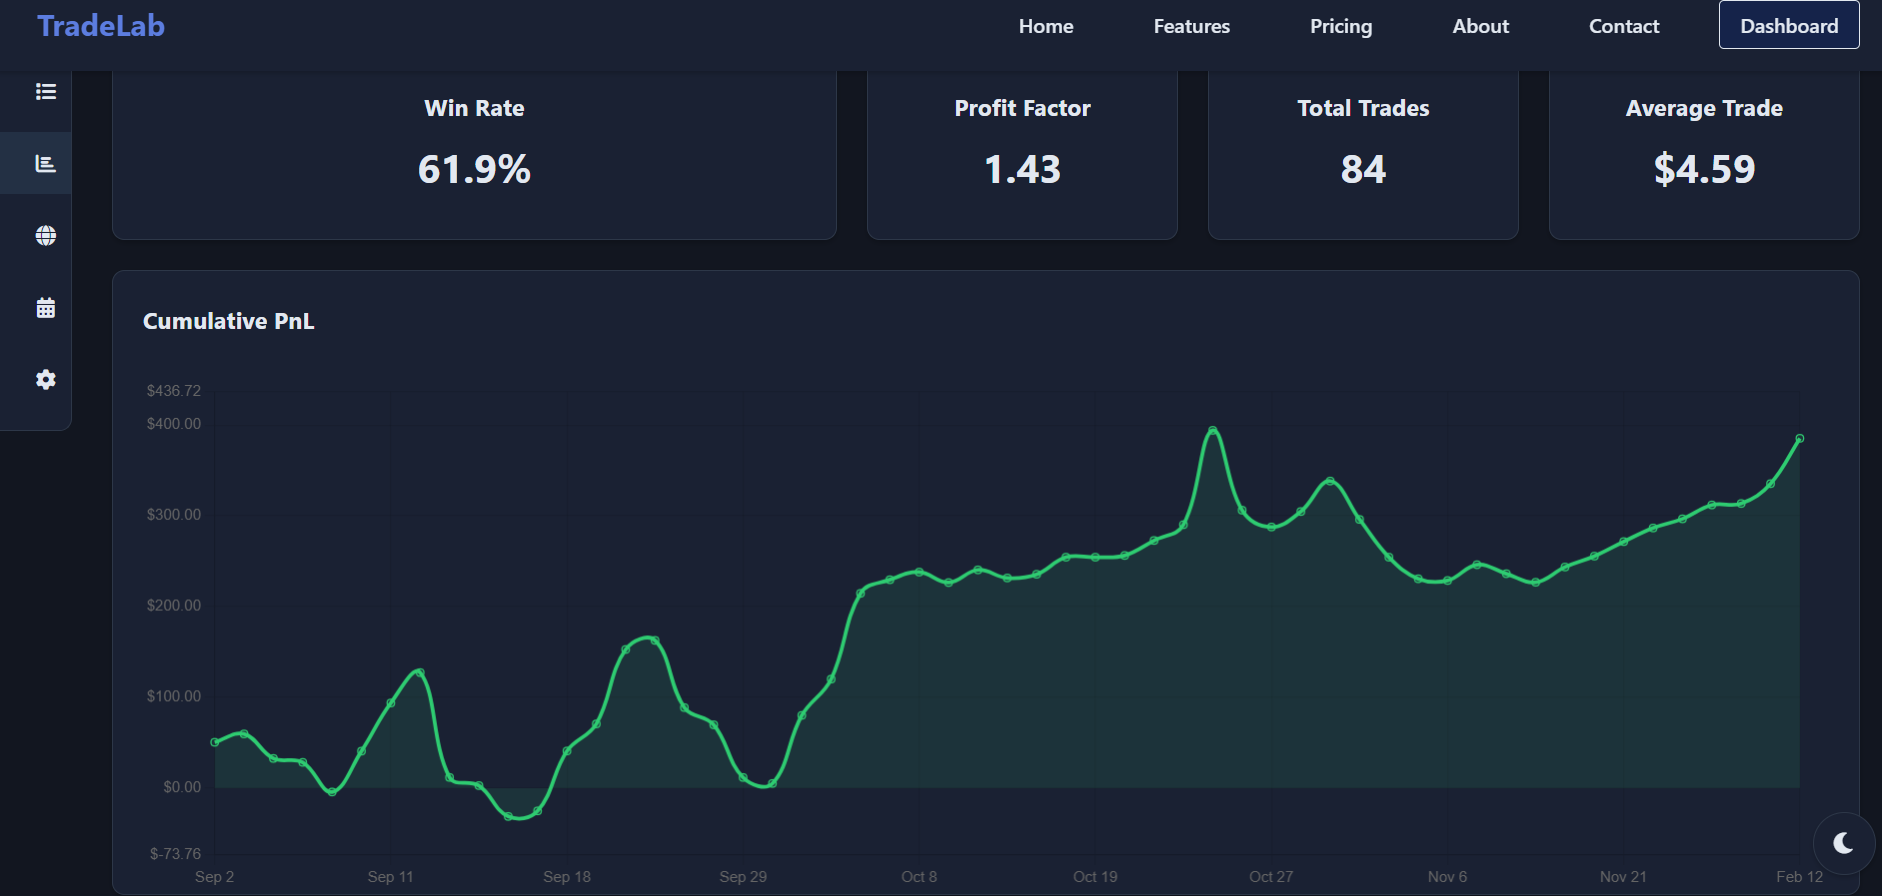 TradeLab
Home
Features
Pricing
About
Contact
Dashboard
Win Rate
61.9%
Profit Factor
1.43
Total Trades
84
Average Trade
$4.59
Cumulative PnL
$436.72
$400.00
$300.00
$200.00
$100.00
$0.00
$-73.76
Sep 2
Sep 11
Sep 18
Sep 29
Oct 8
Oct 19
Oct 27
Nov 6
Nov 21
Feb 12